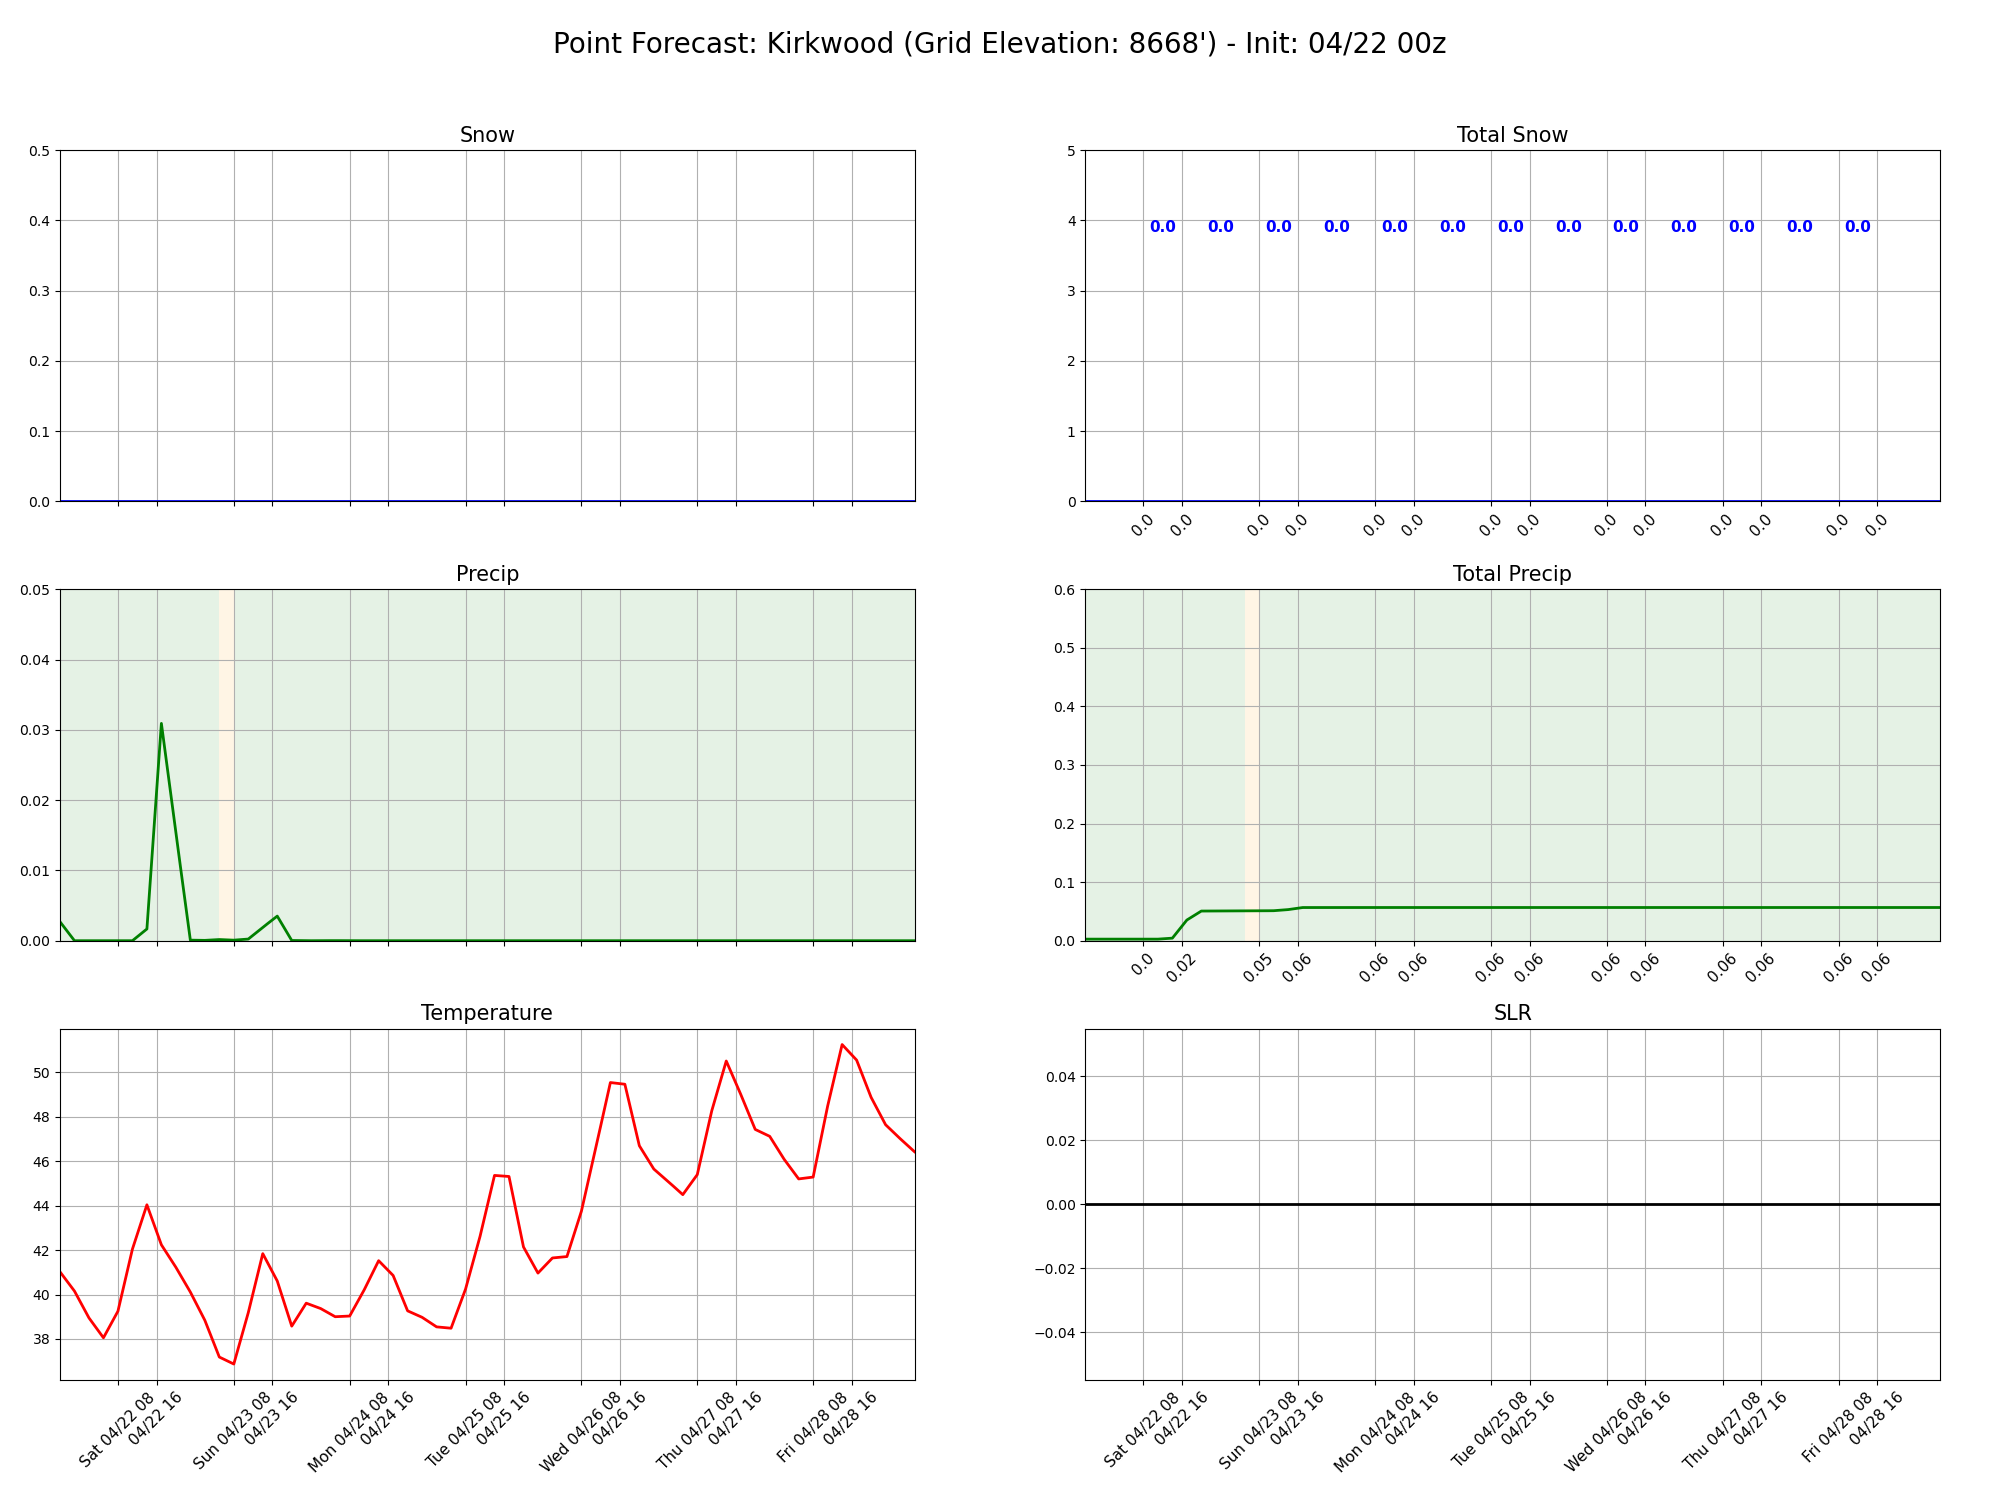 Point Forecast: Kirkwood (Grid Elevation: 8668') - Init: 04/22 00z
Snow
0.5
0.4
0.3
0.2
0.1
0.0
Total Snow
5
4
3
2
1
0
0.0 0.0 0.0 0.0 0.0 0.0 0.0 0.0 0.0 0.0 0.0 0.0 0.0
0.0 0.0 0.0 0.0 0.0 0.0 0.0 0.0 0.0 0.0 0.0 0.0 0.0 0.0
Precip
0.05
0.04
0.03
0.02
0.01
0.00
Total Precip
0.6
0.5
0.4
0.3
0.2
0.1
0.0
0.0 0.02 0.05 0.06 0.06 0.06 0.06 0.06 0.06 0.06 0.06 0.06 0.06 0.06
Temperature
50
48
46
44
42
40
38
Sat 04/22 08
04/22 16
Sun 04/23 08
04/23 16
Mon 04/24 08
04/24 16
Tue 04/25 08
04/25 16
Wed 04/26 08
04/26 16
Thu 04/27 08
04/27 16
Fri 04/28 08
04/28 16
SLR
0.04
0.02
0.00
−0.02
−0.04
Sat 04/22 08
04/22 16
Sun 04/23 08
04/23 16
Mon 04/24 08
04/24 16
Tue 04/25 08
04/25 16
Wed 04/26 08
04/26 16
Thu 04/27 08
04/27 16
Fri 04/28 08
04/28 16